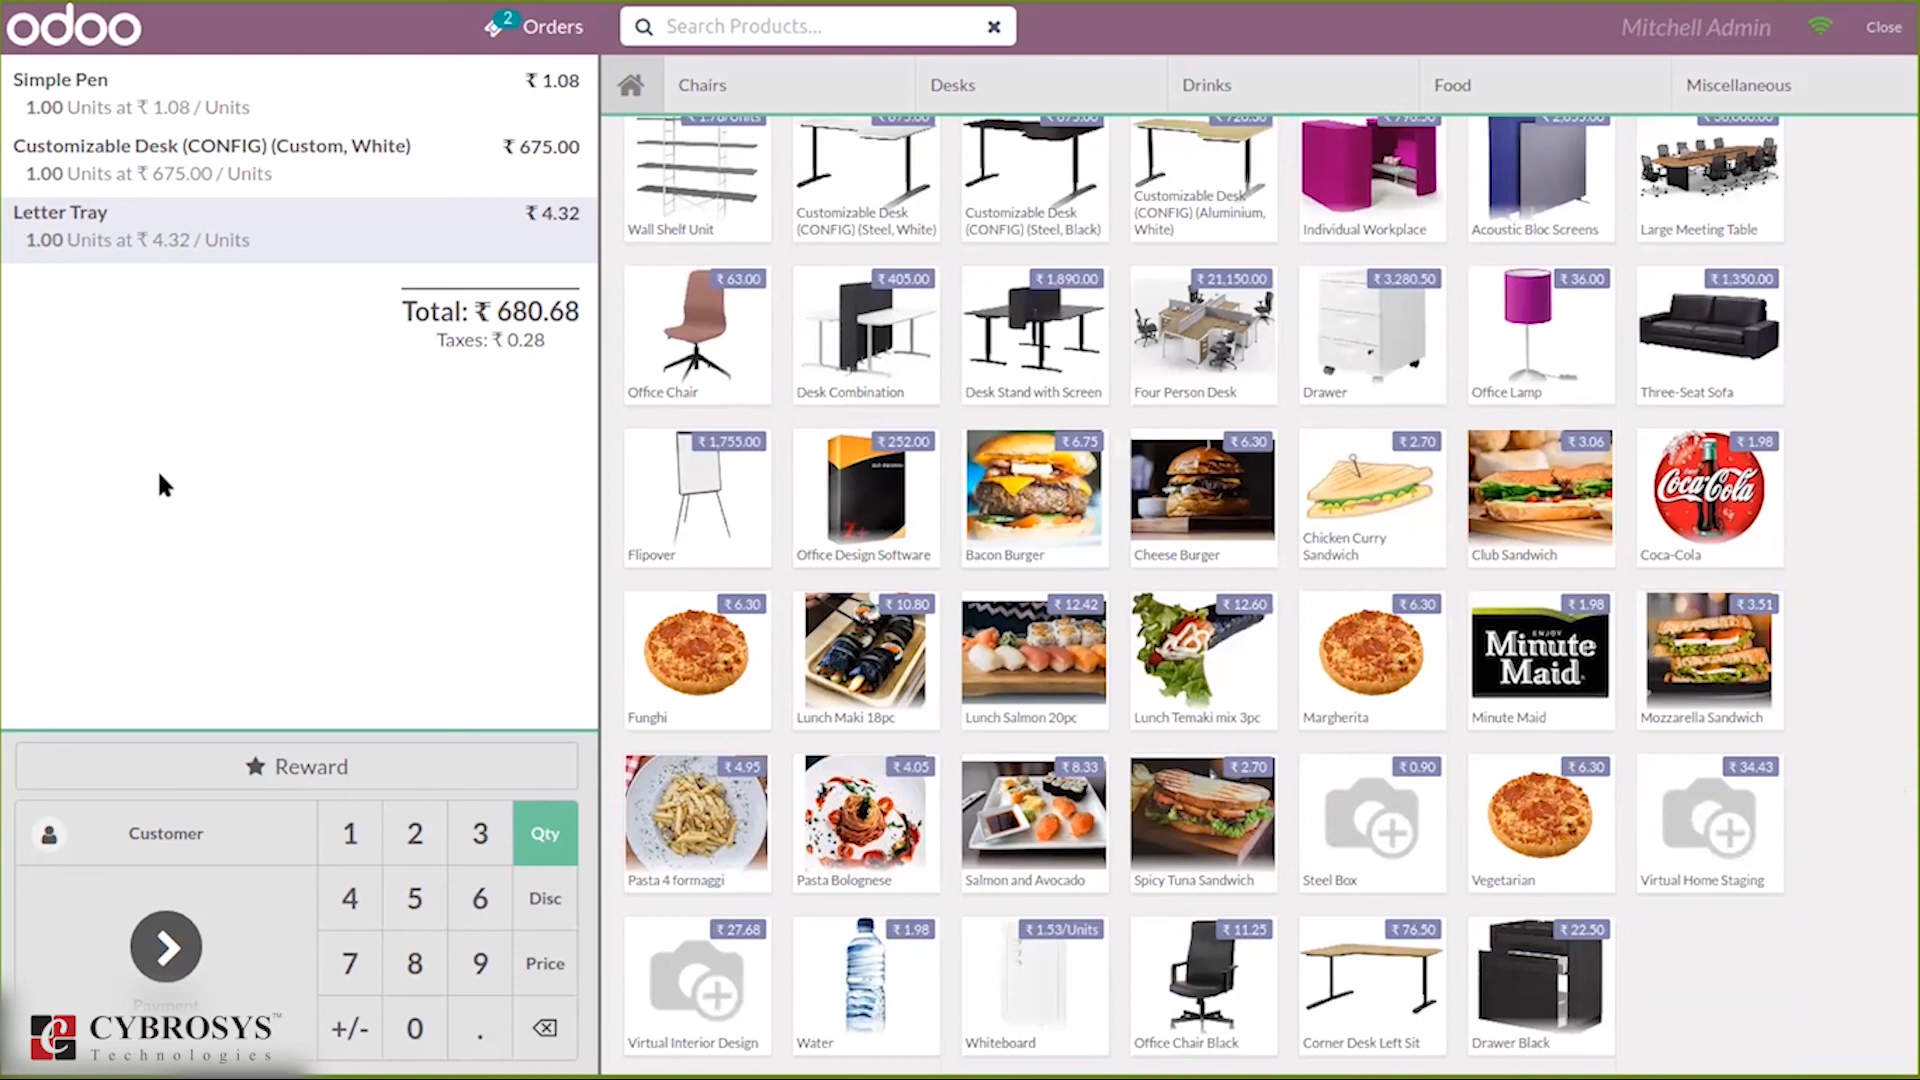 odoo
2
Orders
Search Products...
Mitchell Admin
Close
Simple Pen
₹ 1.08
1.00 Units at ₹ 1.08 / Units
Customizable Desk (CONFIG) (Custom, White)
₹ 675.00
1.00 Units at ₹ 675.00 / Units
Letter Tray
₹ 4.32
1.00 Units at ₹ 4.32 / Units
Total: ₹ 680.68
Taxes: ₹ 0.28
Reward
Customer
Payment
1 2 3 Qty
4 5 6 Disc
7 8 9 Price
+/- 0 .
CYBROSYS™
Technologies
Chairs
Desks
Drinks
Food
Miscellaneous
Wall Shelf Unit
Customizable Desk
(CONFIG) (Steel, White)
Customizable Desk
(CONFIG) (Steel, Black)
Customizable Desk
(CONFIG) (Aluminium,
White)
Individual Workplace
Acoustic Bloc Screens
Large Meeting Table
₹ 63.00
Office Chair
₹ 405.00
Desk Combination
₹ 1,890.00
Desk Stand with Screen
₹ 21,150.00
Four Person Desk
₹ 3,280.50
Drawer
₹ 36.00
Office Lamp
₹ 1,350.00
Three-Seat Sofa
₹ 1,755.00
Flipover
₹ 252.00
Office Design Software
₹ 6.75
Bacon Burger
₹ 6.30
Cheese Burger
₹ 2.70
Chicken Curry
Sandwich
₹ 3.06
Club Sandwich
₹ 1.98
Coca-Cola
Coca-Cola
₹ 6.30
Funghi
₹ 10.80
Lunch Maki 18pc
₹ 12.42
Lunch Salmon 20pc
₹ 12.60
Lunch Temaki mix 3pc
₹ 6.30
Margherita
₹ 1.98
ENJOY
Minute
Maid
Minute Maid
₹ 3.51
Mozzarella Sandwich
₹ 4.95
Pasta 4 formaggi
₹ 4.05
Pasta Bolognese
₹ 8.33
Salmon and Avocado
₹ 2.70
Spicy Tuna Sandwich
₹ 0.90
Steel Box
₹ 6.30
Vegetarian
₹ 34.43
Virtual Home Staging
₹ 27.68
Virtual Interior Design
₹ 1.98
Water
₹ 1.53/Units
Whiteboard
₹ 11.25
Office Chair Black
₹ 76.50
Corner Desk Left Sit
₹ 22.50
Drawer Black